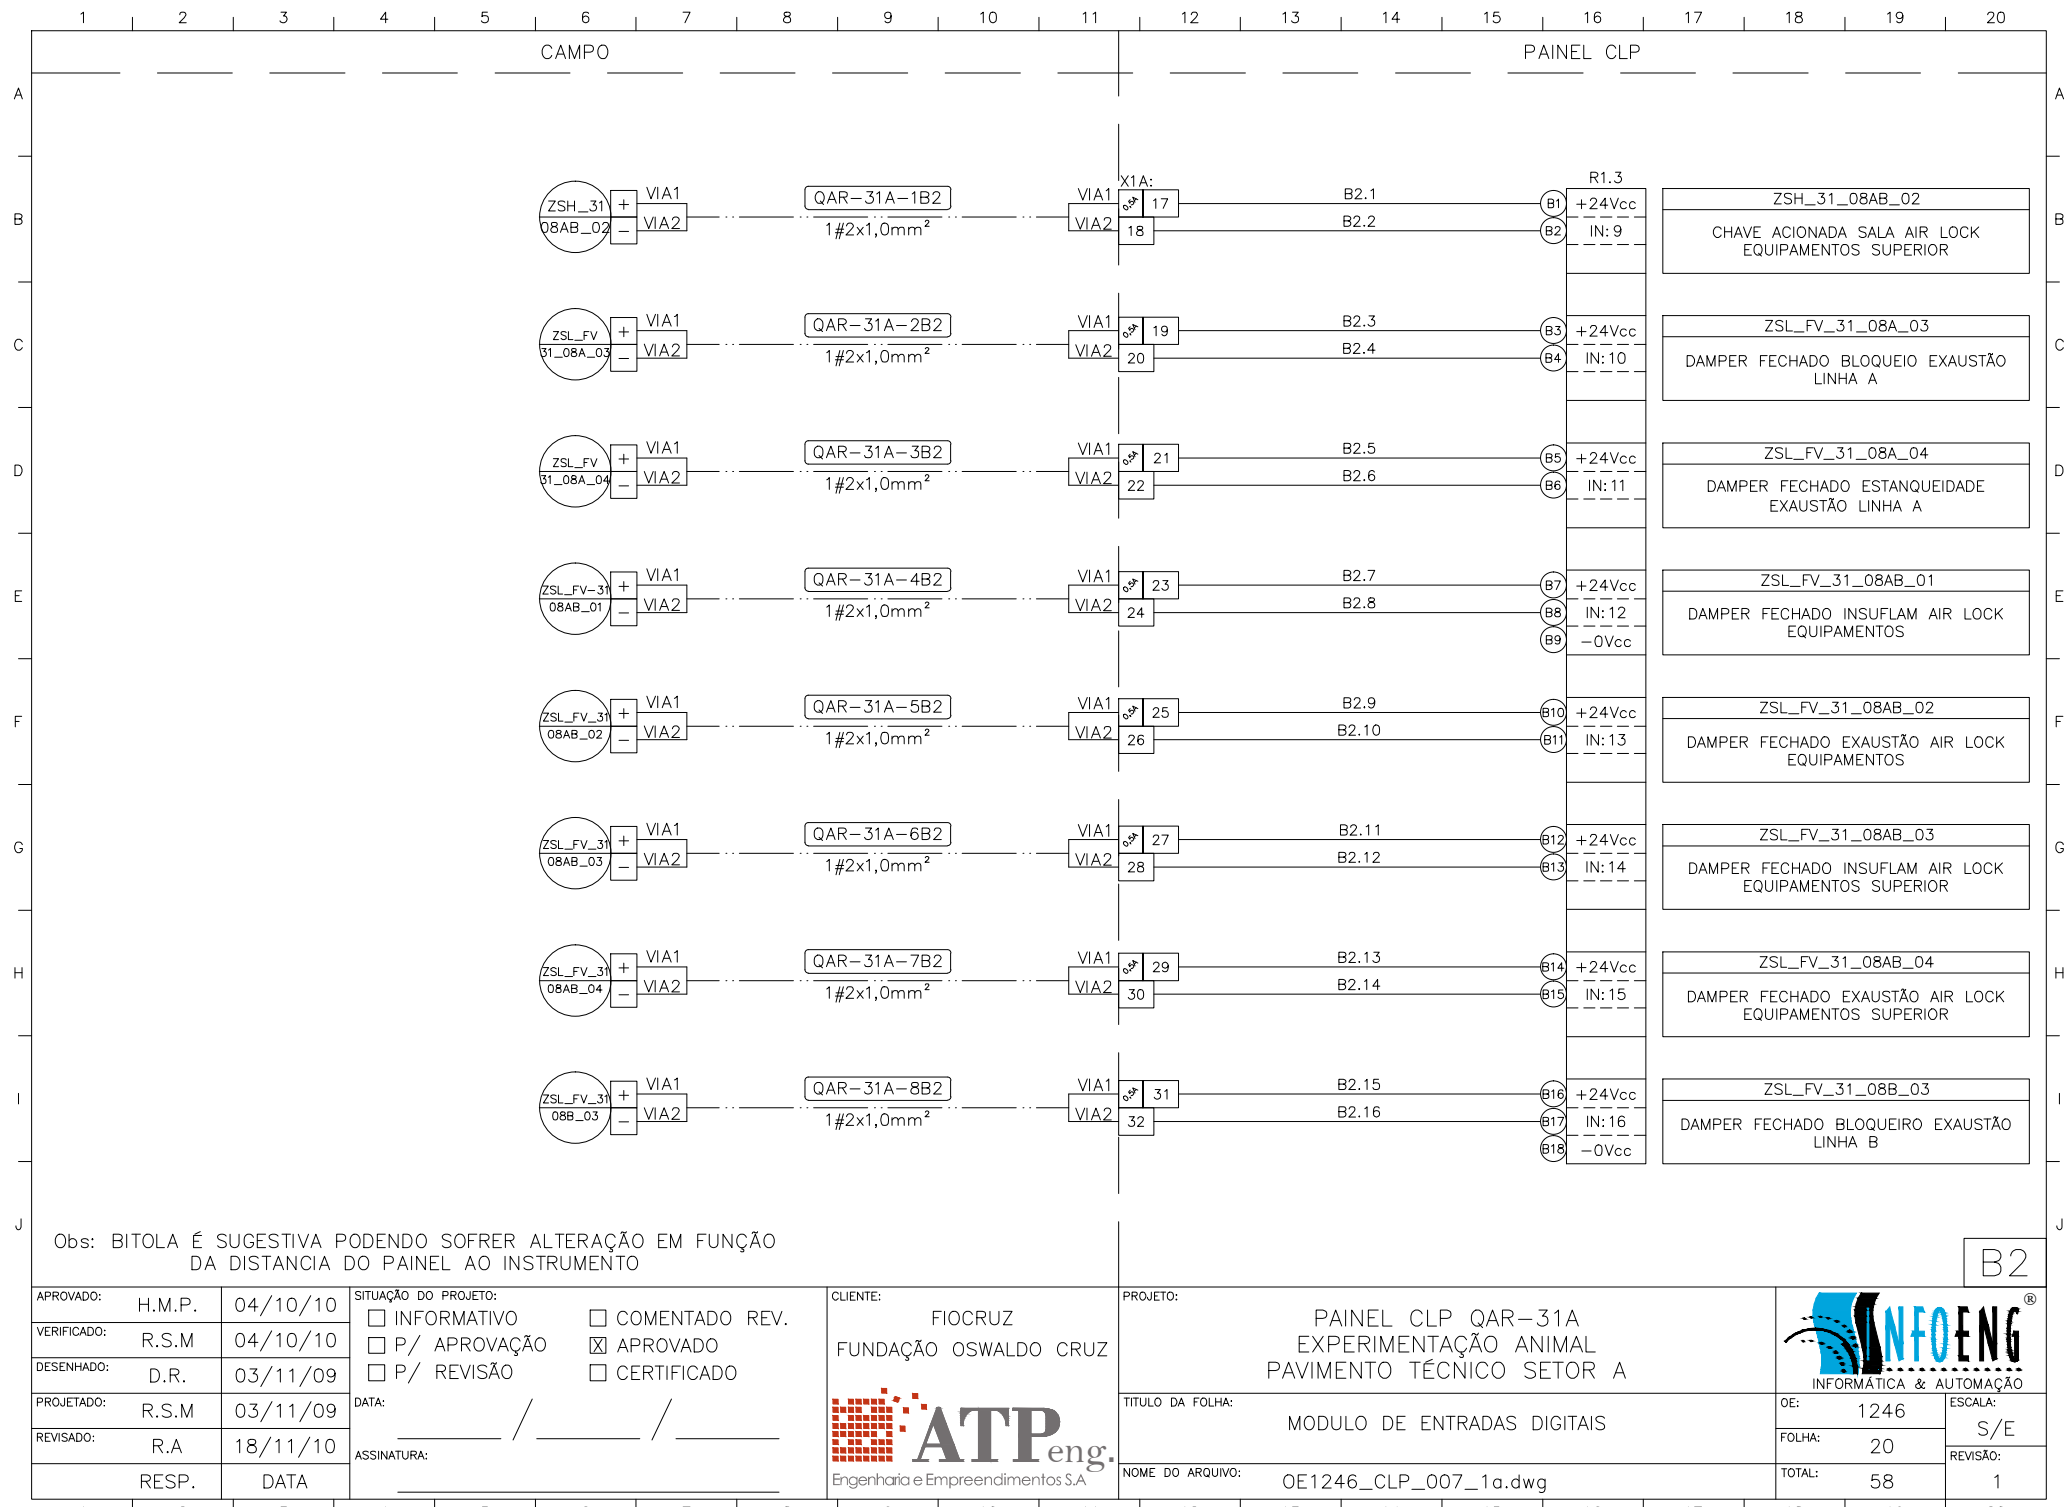 1 2 3 4 5 6 7 8 9 10 11 12 13 14 15 16 17 18 19 20
CAMPO PAINEL CLP
A A
X1A: R1.3
B B
ZSH_31 08AB_02 + − VIA1 VIA2 QAR-31A-1B2 1#2x1,0mm² VIA1 VIA2 0,5A 17 18 B2.1 B2.2 B1 B2 +24Vcc IN:9
ZSH_31_08AB_02
CHAVE ACIONADA SALA AIR LOCK
EQUIPAMENTOS SUPERIOR
C C
ZSL_FV 31_08A_03 + − VIA1 VIA2 QAR-31A-2B2 1#2x1,0mm² VIA1 VIA2 0,5A 19 20 B2.3 B2.4 B3 B4 +24Vcc IN:10
ZSL_FV_31_08A_03
DAMPER FECHADO BLOQUEIO EXAUSTÃO
LINHA A
D D
ZSL_FV 31_08A_04 + − VIA1 VIA2 QAR-31A-3B2 1#2x1,0mm² VIA1 VIA2 0,5A 21 22 B2.5 B2.6 B5 B6 +24Vcc IN:11
ZSL_FV_31_08A_04
DAMPER FECHADO ESTANQUEIDADE
EXAUSTÃO LINHA A
E E
ZSL_FV-31 08AB_01 + − VIA1 VIA2 QAR-31A-4B2 1#2x1,0mm² VIA1 VIA2 0,5A 23 24 B2.7 B2.8 B7 B8 B9 +24Vcc IN:12 -0Vcc
ZSL_FV_31_08AB_01
DAMPER FECHADO INSUFLAM AIR LOCK
EQUIPAMENTOS
F F
ZSL_FV_31 08AB_02 + − VIA1 VIA2 QAR-31A-5B2 1#2x1,0mm² VIA1 VIA2 0,5A 25 26 B2.9 B2.10 B10 B11 +24Vcc IN:13
ZSL_FV_31_08AB_02
DAMPER FECHADO EXAUSTÃO AIR LOCK
EQUIPAMENTOS
G G
ZSL_FV_31 08AB_03 + − VIA1 VIA2 QAR-31A-6B2 1#2x1,0mm² VIA1 VIA2 0,5A 27 28 B2.11 B2.12 B12 B13 +24Vcc IN:14
ZSL_FV_31_08AB_03
DAMPER FECHADO INSUFLAM AIR LOCK
EQUIPAMENTOS SUPERIOR
H H
ZSL_FV_31 08AB_04 + − VIA1 VIA2 QAR-31A-7B2 1#2x1,0mm² VIA1 VIA2 0,5A 29 30 B2.13 B2.14 B14 B15 +24Vcc IN:15
ZSL_FV_31_08AB_04
DAMPER FECHADO EXAUSTÃO AIR LOCK
EQUIPAMENTOS SUPERIOR
I I
ZSL_FV_31 08B_03 + − VIA1 VIA2 QAR-31A-8B2 1#2x1,0mm² VIA1 VIA2 0,5A 31 32 B2.15 B2.16 B16 B17 B18 +24Vcc IN:16 -0Vcc
ZSL_FV_31_08B_03
DAMPER FECHADO BLOQUEIRO EXAUSTÃO
LINHA B
J J
Obs: BITOLA É SUGESTIVA PODENDO SOFRER ALTERAÇÃO EM FUNÇÃO
DA DISTANCIA DO PAINEL AO INSTRUMENTO
B2
APROVADO: H.M.P. 04/10/10
VERIFICADO: R.S.M 04/10/10
DESENHADO: D.R. 03/11/09
PROJETADO: R.S.M 03/11/09
REVISADO: R.A 18/11/10
RESP. DATA
SITUAÇÃO DO PROJETO:
INFORMATIVO COMENTADO REV.
P/ APROVAÇÃO X APROVADO
P/ REVISÃO CERTIFICADO
DATA: / /
ASSINATURA:
CLIENTE:
FIOCRUZ
FUNDAÇÃO OSWALDO CRUZ
ATPeng.
Engenharia e Empreendimentos S.A
PROJETO:
PAINEL CLP QAR-31A
EXPERIMENTAÇÃO ANIMAL
PAVIMENTO TÉCNICO SETOR A
TITULO DA FOLHA:
MODULO DE ENTRADAS DIGITAIS
NOME DO ARQUIVO: OE1246_CLP_007_1a.dwg
INFOENG ®
INFORMÁTICA & AUTOMAÇÃO
OE: 1246
FOLHA: 20
TOTAL: 58
ESCALA: S/E
REVISÃO: 1